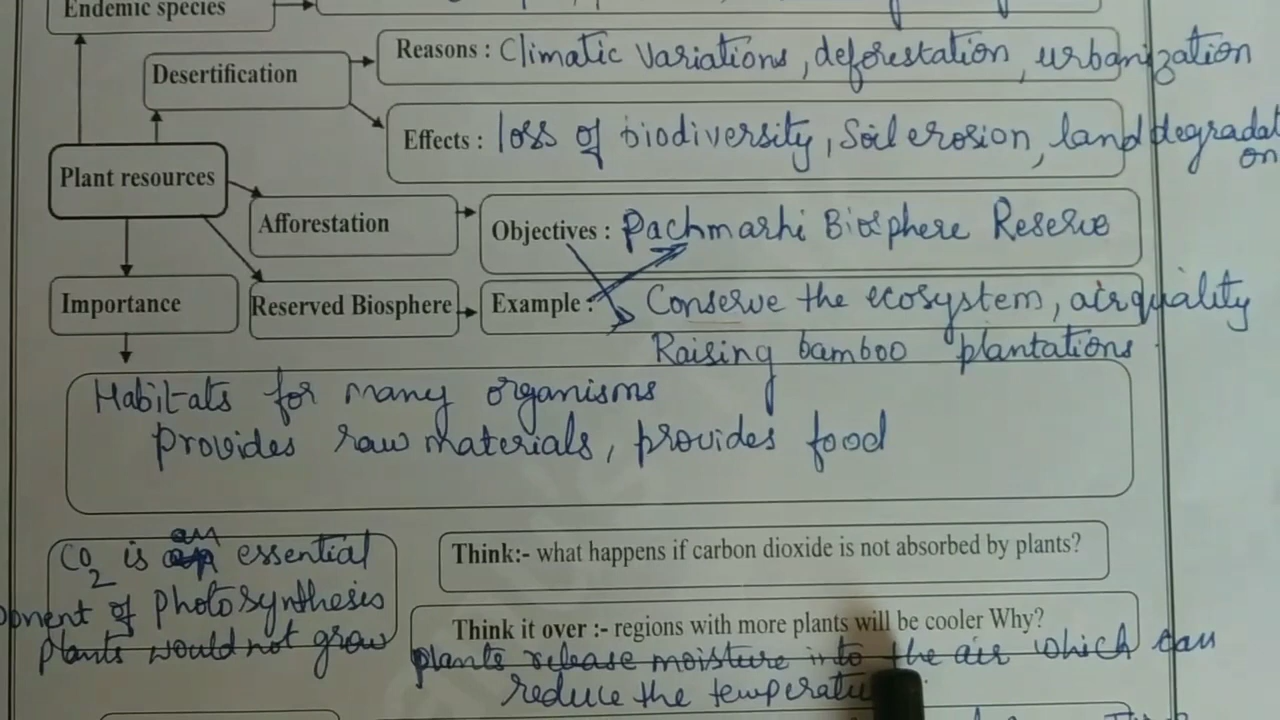 Endemic species
Reasons : Climatic Variations, deforestation, urbanization
Desertification
Effects : loss of biodiversity, Soil erosion, land degradati
on
Plant resources
Afforestation
Objectives : Pachmarhi Biosphere Reserve
Importance
Reserved Biosphere
Example :
Conserve the ecosystem, air quality
Raising bamboo plantations
Habitats for many organisms
provides raw materials, provides food
CO2 is an essential
ponent of Photosynthesis
plants would not grow
Think:- what happens if carbon dioxide is not absorbed by plants?
Think it over :- regions with more plants will be cooler Why?
plants release moisture into the air which can
reduce the temperatu